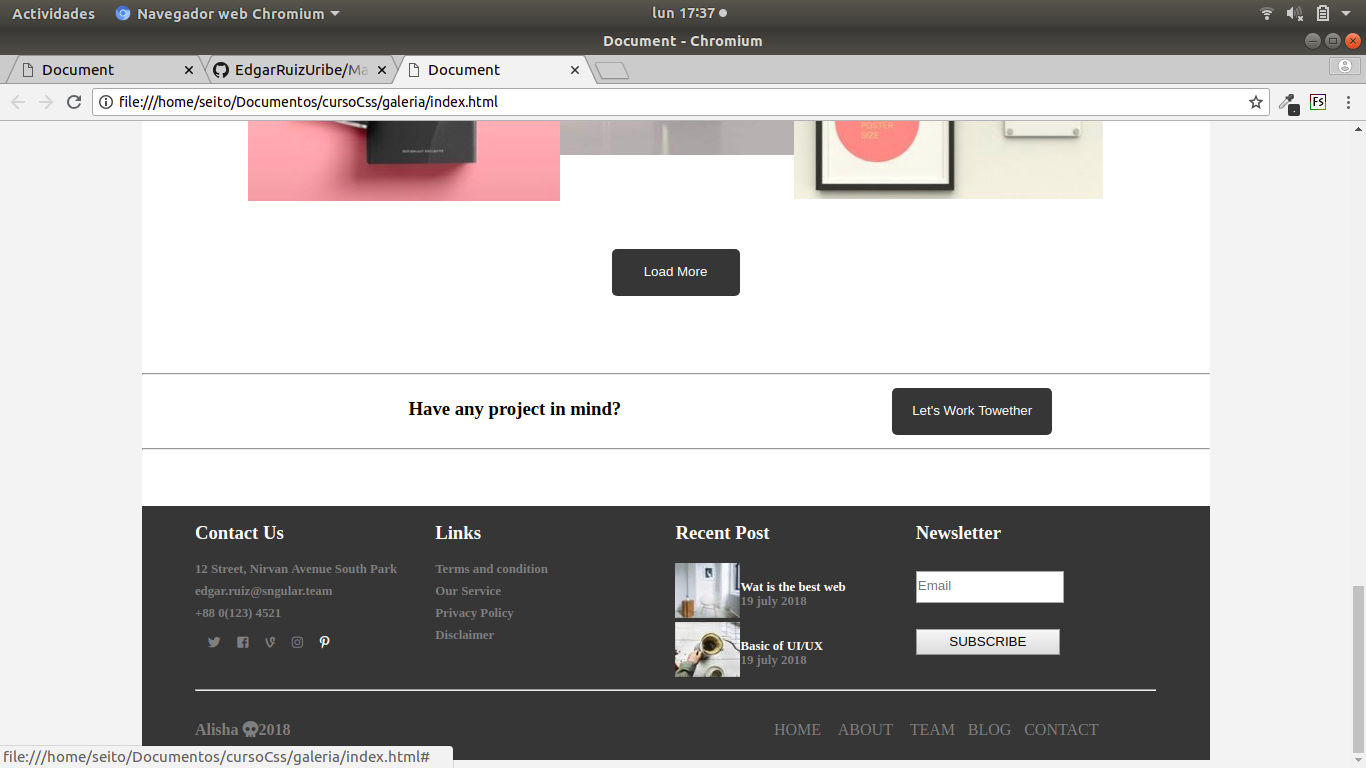 Actividades Navegador web Chromium lun 17:37
Document - Chromium
Document EdgarRuizUribe/Ma Document
file:///home/seito/Documentos/cursoCss/galeria/index.html FS
POSTER
SIZE
Load More
Have any project in mind? Let's Work Towether
Contact Us Links Recent Post Newsletter
12 Street, Nirvan Avenue South Park Terms and condition
edgar.ruiz@sngular.team Our Service Wat is the best web Email
+88 0(123) 4521 Privacy Policy 19 july 2018
Disclaimer Basic of UI/UX SUBSCRIBE
19 july 2018
Alisha 2018 HOME ABOUT TEAM BLOG CONTACT
file:///home/seito/Documentos/cursoCss/galeria/index.html#